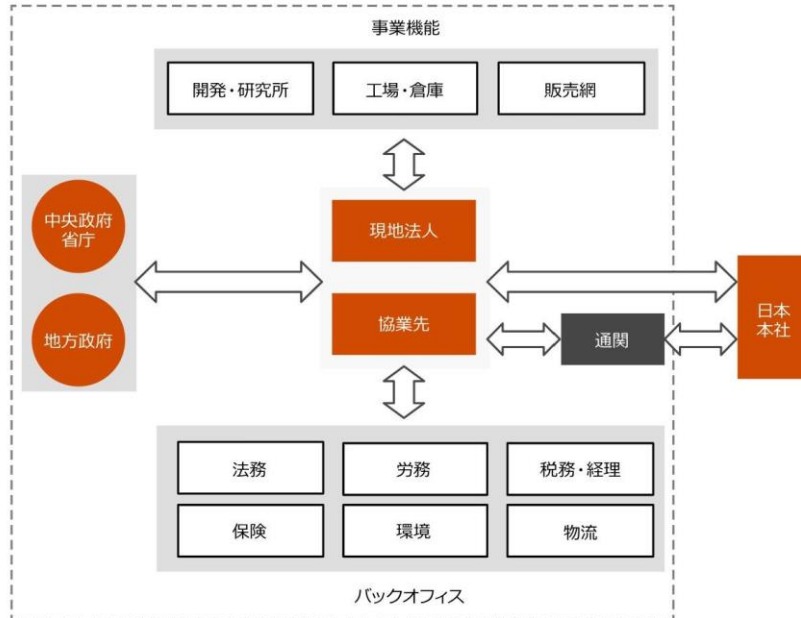 事業機能
開発・研究所
工場・倉庫
販売網
中央政府
省庁
地方政府
現地法人
協業先
通関
日本
本社
法務
労務
税務・経理
保険
環境
物流
バックオフィス